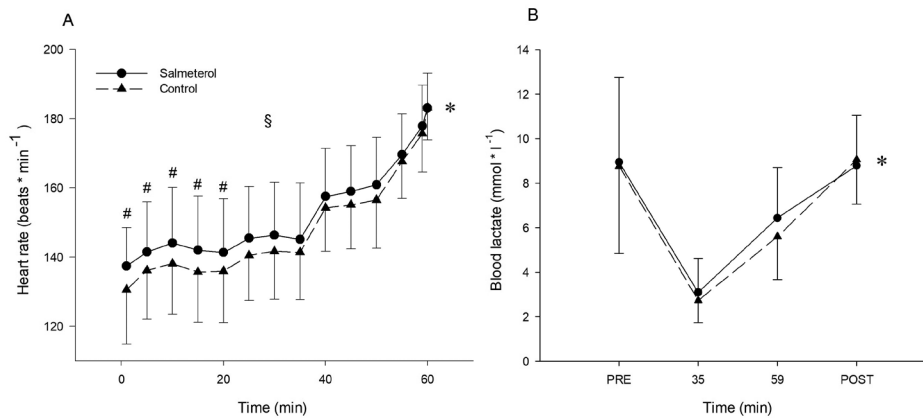 A
200
180
160
140
120
Heart rate (beats * min⁻¹)
Salmeterol
Control
§
*
# # # # #
0 20 40 60
Time (min)
B
14
12
10
8
6
4
2
0
Blood lactate (mmol * l⁻¹)
*
PRE 35 59 POST
Time (min)